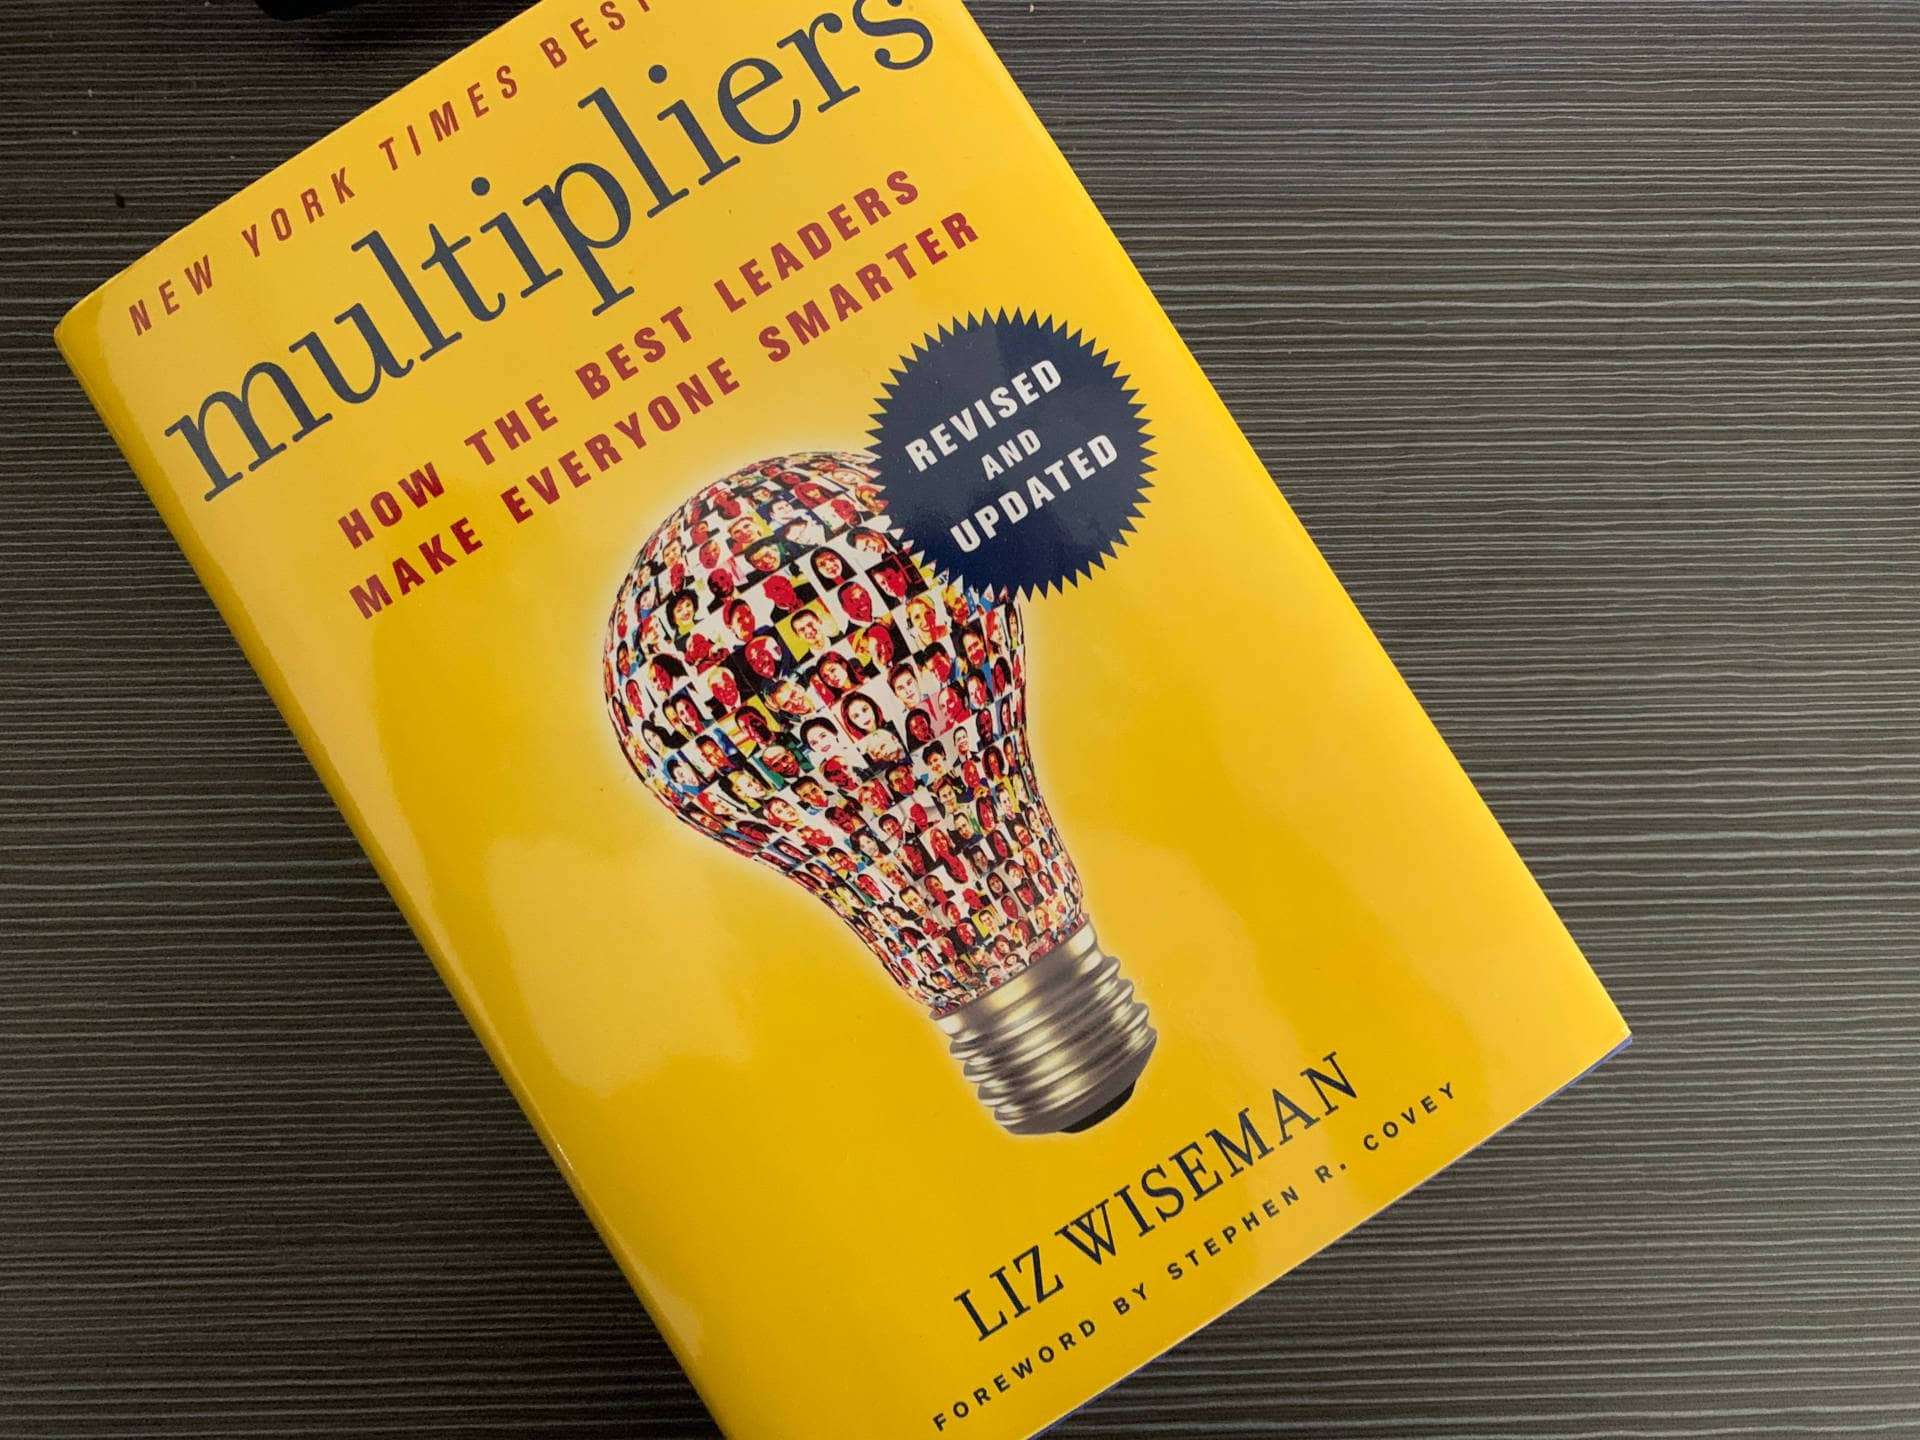 NEW YORK TIMES BEST
multipliers
HOW THE BEST LEADERS
MAKE EVERYONE SMARTER
REVISED
AND
UPDATED
LIZ WISEMAN
FOREWORD BY STEPHEN R. COVEY